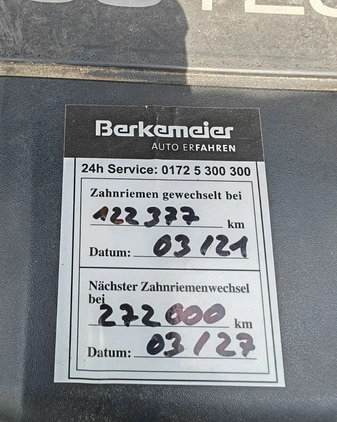 Berkemeier
AUTO ERFAHREN
24h Service: 0172 5 300 300
Zahnriemen gewechselt bei
122377 km
Datum: 03/21
Nächster Zahnriemenwechsel
bei
272000 km
Datum: 03/27